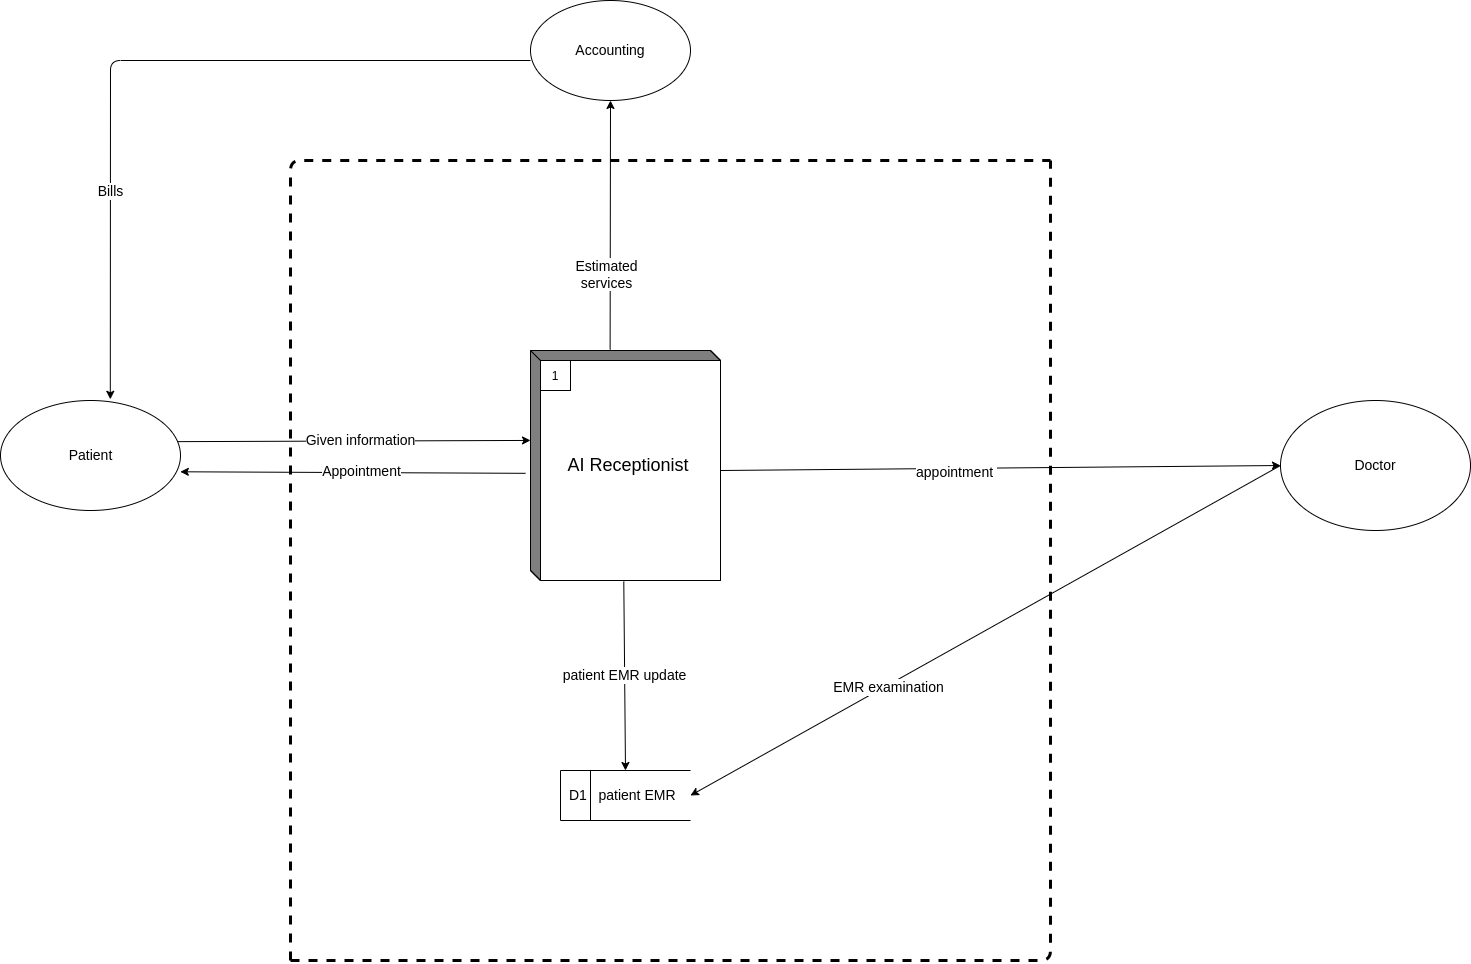 Accounting
Bills
Estimated
services
1
Given information
Patient
AI Receptionist
Doctor
Appointment
appointment
patient EMR update
EMR examination
D1 patient EMR